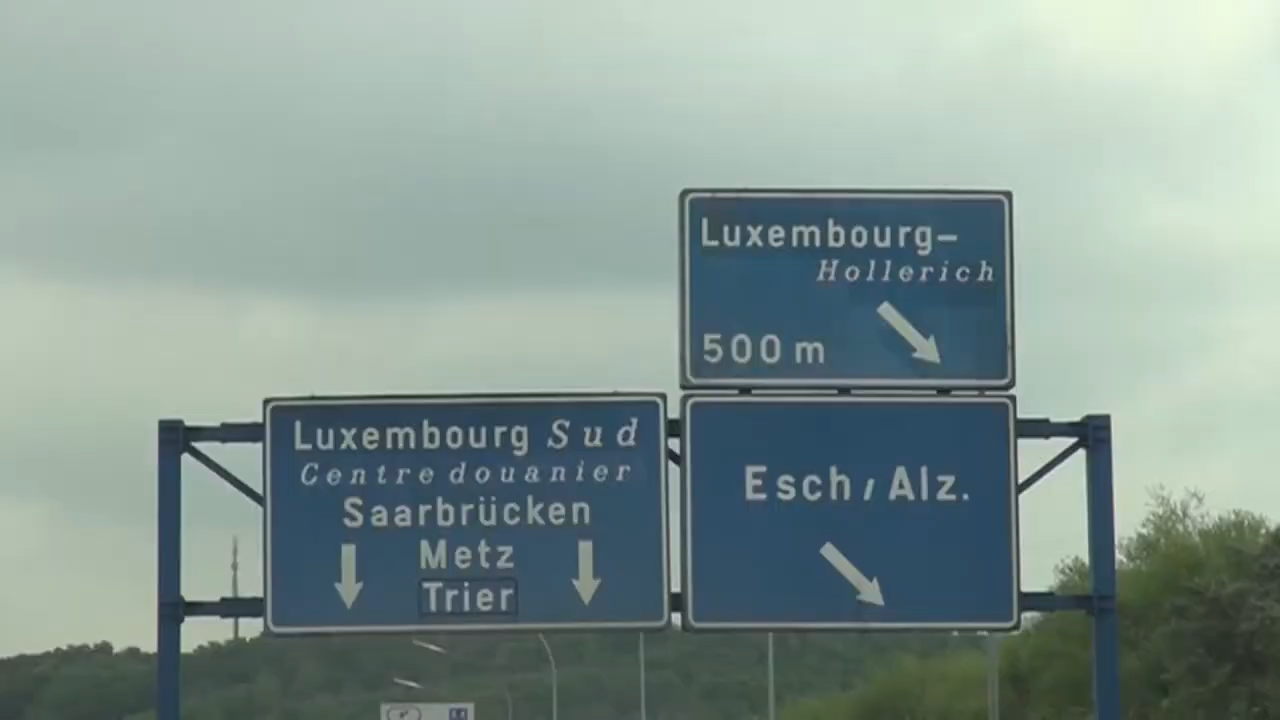 Luxembourg-
Hollerich
500 m
Luxembourg Sud
Centre douanier
Saarbrücken
Metz
Trier
Esch/Alz.